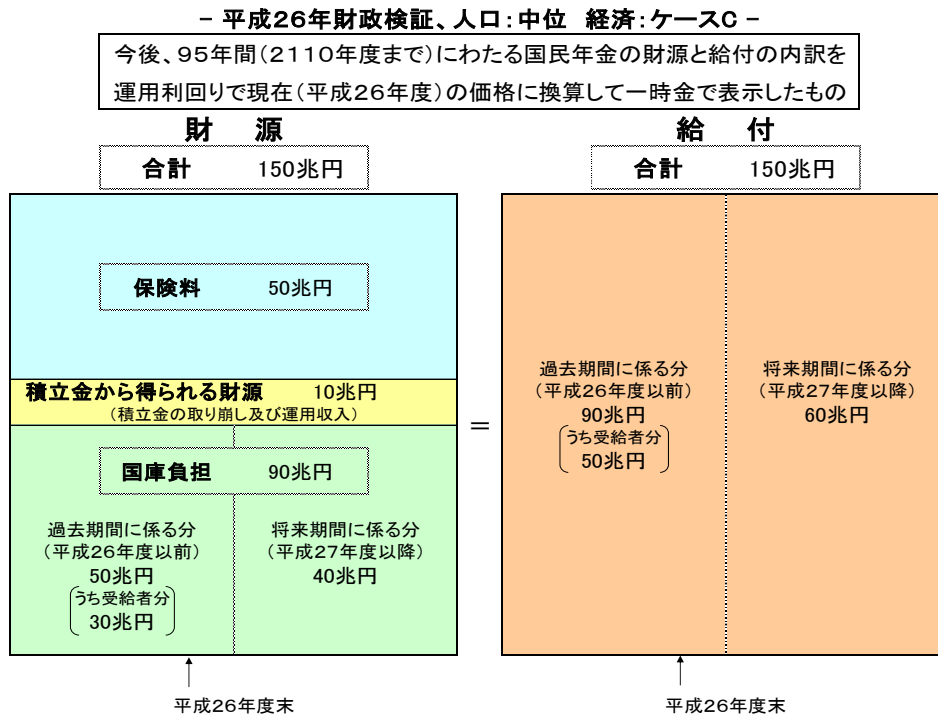 - 平成26年財政検証、人口：中位　経済：ケースC -
今後、95年間（2110年度まで）にわたる国民年金の財源と給付の内訳を
運用利回りで現在（平成26年度）の価格に換算して一時金で表示したもの
財　源
合計　150兆円
保険料　50兆円
積立金から得られる財源　10兆円
（積立金の取り崩し及び運用収入）
国庫負担　90兆円
過去期間に係る分
（平成26年度以前）
50兆円
うち受給者分
30兆円
将来期間に係る分
（平成27年度以降）
40兆円
平成26年度末
＝
給　付
合計　150兆円
過去期間に係る分
（平成26年度以前）
90兆円
うち受給者分
50兆円
将来期間に係る分
（平成27年度以降）
60兆円
平成26年度末